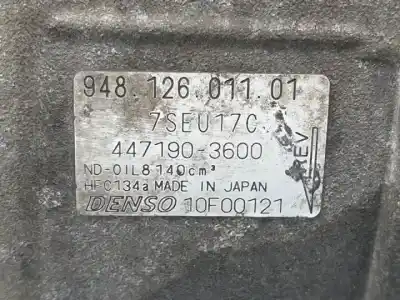 948.126.011.01
7SEU17C
447190-3600
REV
ND-OIL8 140cm³
HFC134a MADE IN JAPAN
DENSO 10F00121